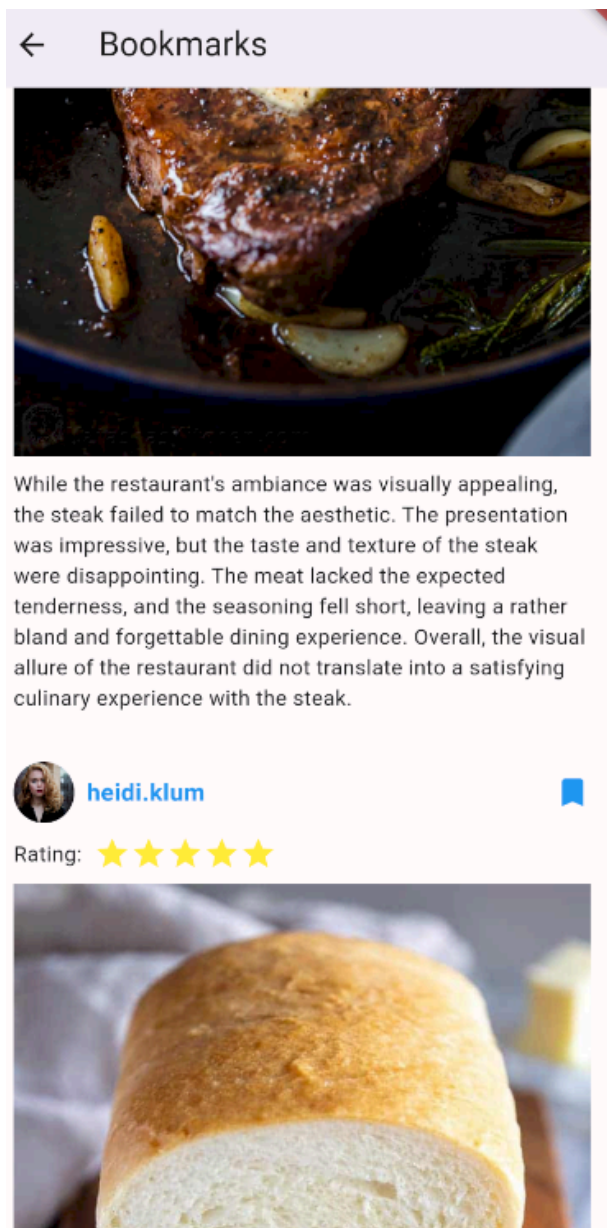 Bookmarks
While the restaurant's ambiance was visually appealing,
the steak failed to match the aesthetic. The presentation
was impressive, but the taste and texture of the steak
were disappointing. The meat lacked the expected
tenderness, and the seasoning fell short, leaving a rather
bland and forgettable dining experience. Overall, the visual
allure of the restaurant did not translate into a satisfying
culinary experience with the steak.
heidi.klum
Rating: